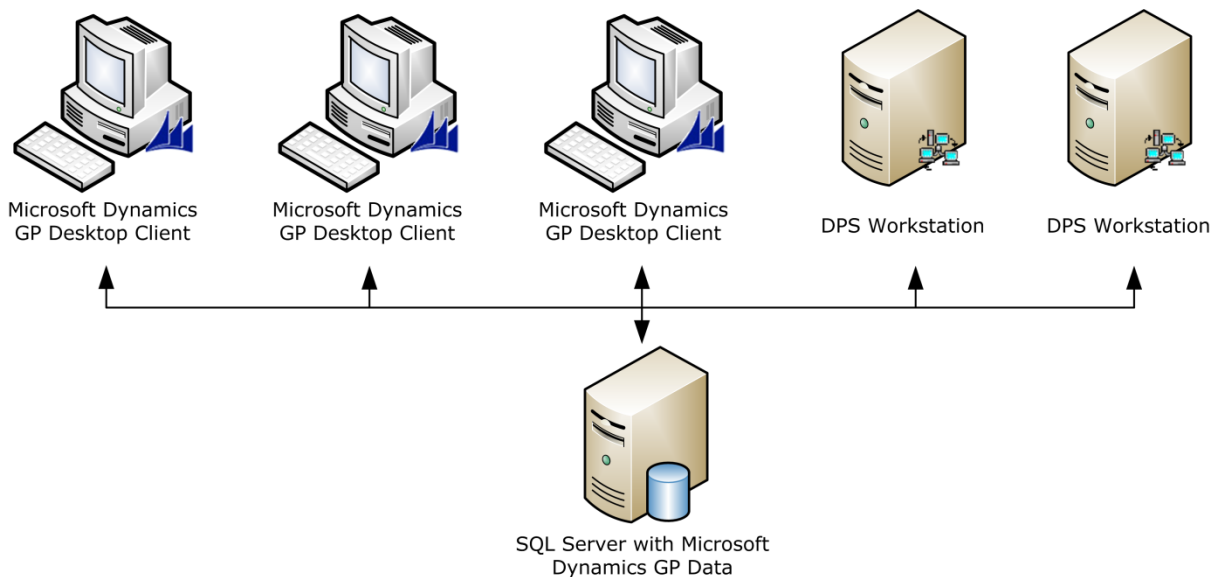 Microsoft Dynamics
GP Desktop Client
Microsoft Dynamics
GP Desktop Client
Microsoft Dynamics
GP Desktop Client
DPS Workstation
DPS Workstation
SQL Server with Microsoft
Dynamics GP Data